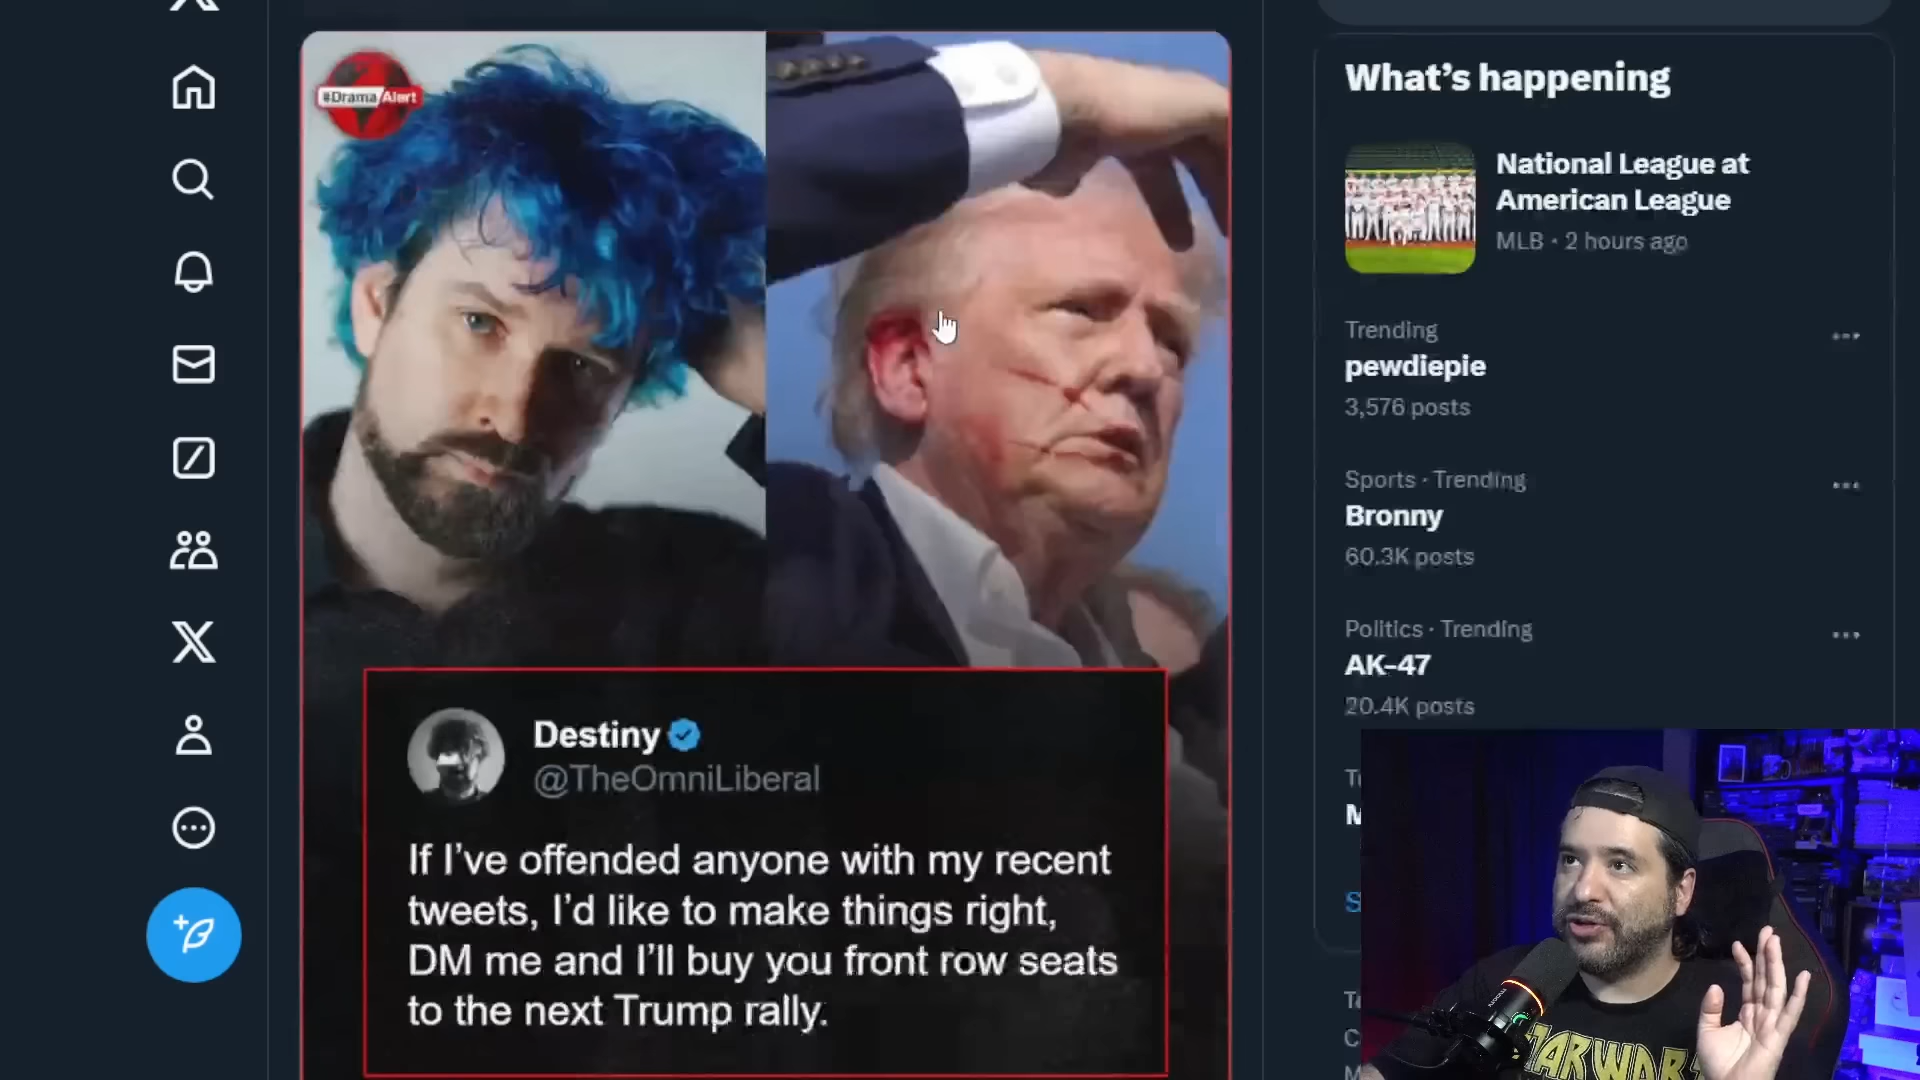 #DramaAlert
What's happening
National League at
American League
MLB · 2 hours ago
Trending
pewdiepie
3,576 posts
Sports · Trending
Bronny
60.3K posts
Politics · Trending
AK-47
20.4K posts
Destiny
@TheOmniLiberal
If I've offended anyone with my recent
tweets, I'd like to make things right,
DM me and I'll buy you front row seats
to the next Trump rally.